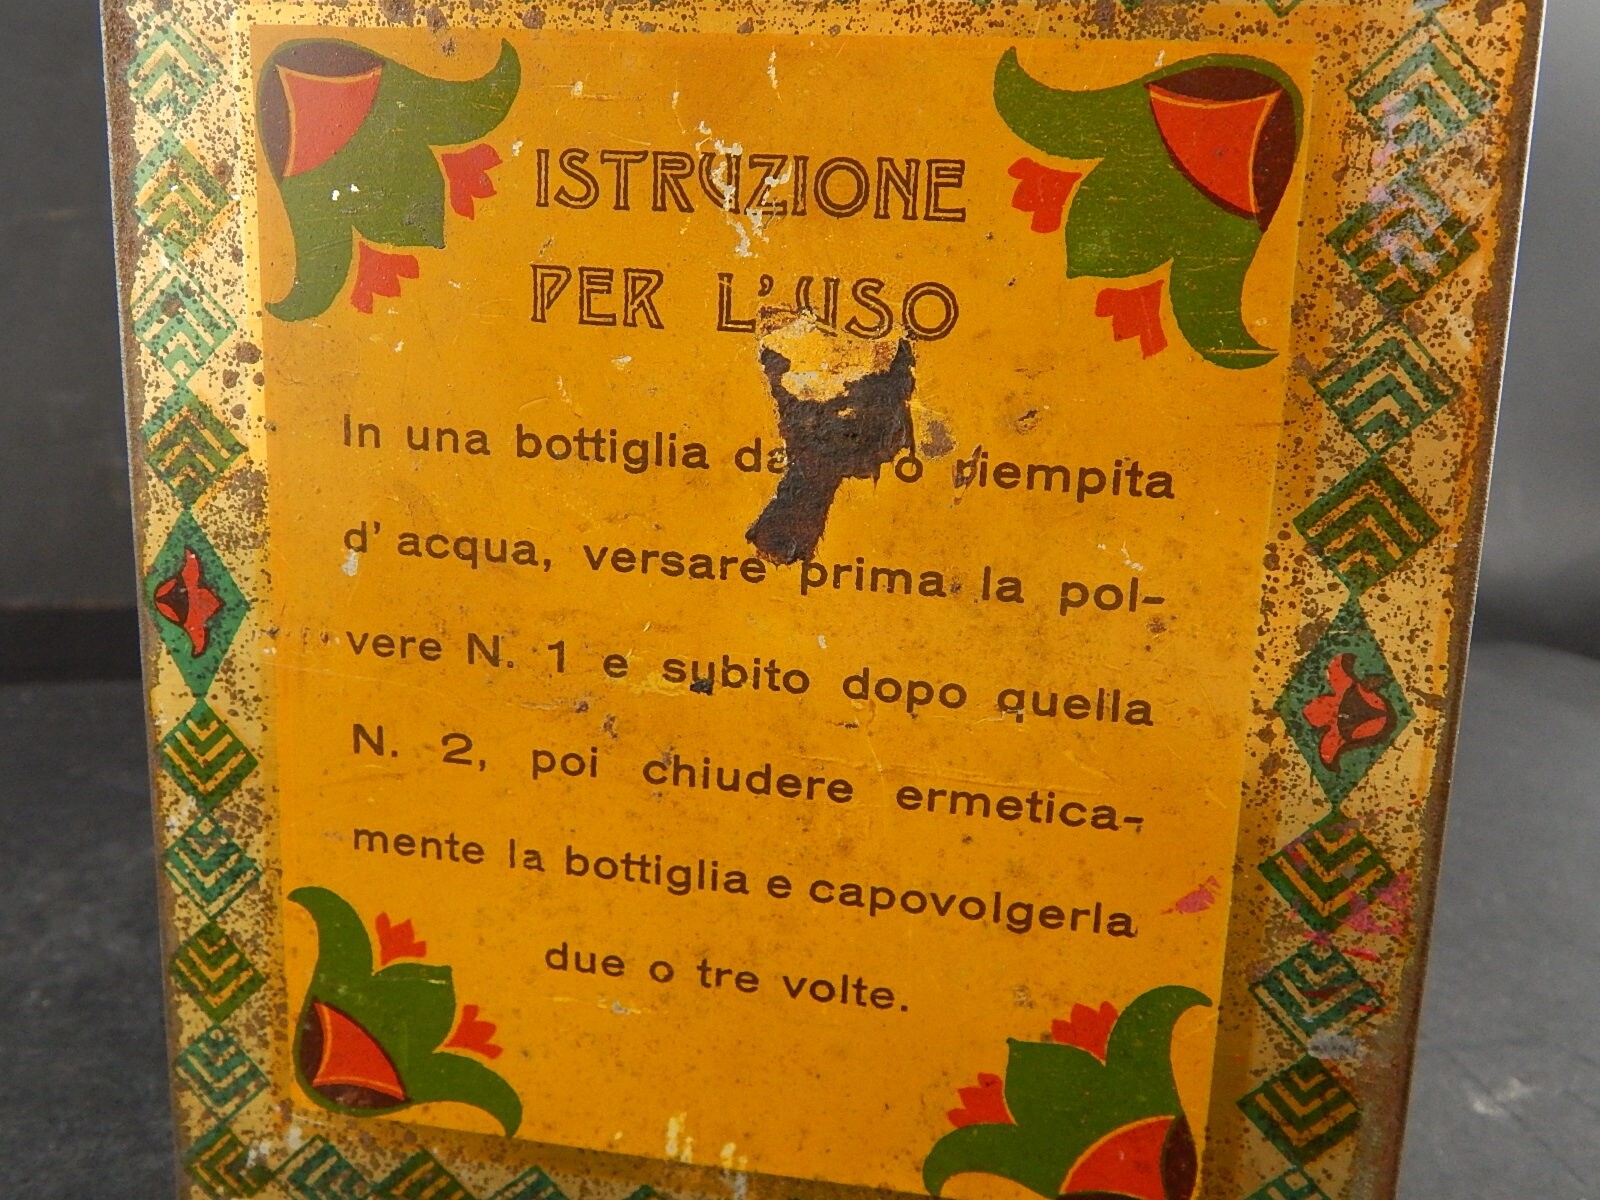 ISTRUZIONE
PER L'USO
In una bottiglia da o riempita
d'acqua, versare prima la pol-
vere N. 1 e subito dopo quella
N. 2, poi chiudere ermetica-
mente la bottiglia e capovolgerla
due o tre volte.